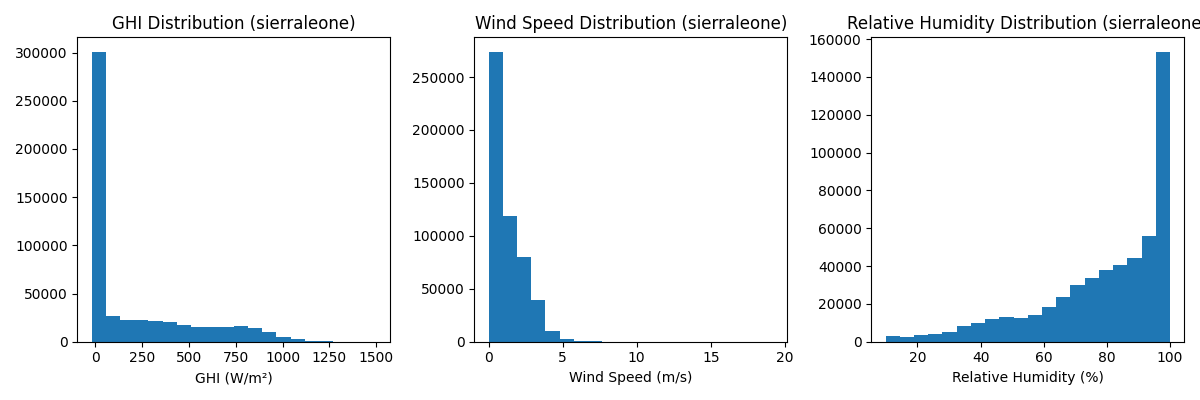 GHI Distribution (sierraleone)
300000
250000
200000
150000
100000
50000
0
0 250 500 750 1000 1250 1500
GHI (W/m²)
Wind Speed Distribution (sierraleone)
250000
200000
150000
100000
50000
0
0 5 10 15 20
Wind Speed (m/s)
Relative Humidity Distribution (sierraleone
160000
140000
120000
100000
80000
60000
40000
20000
0
20 40 60 80 100
Relative Humidity (%)